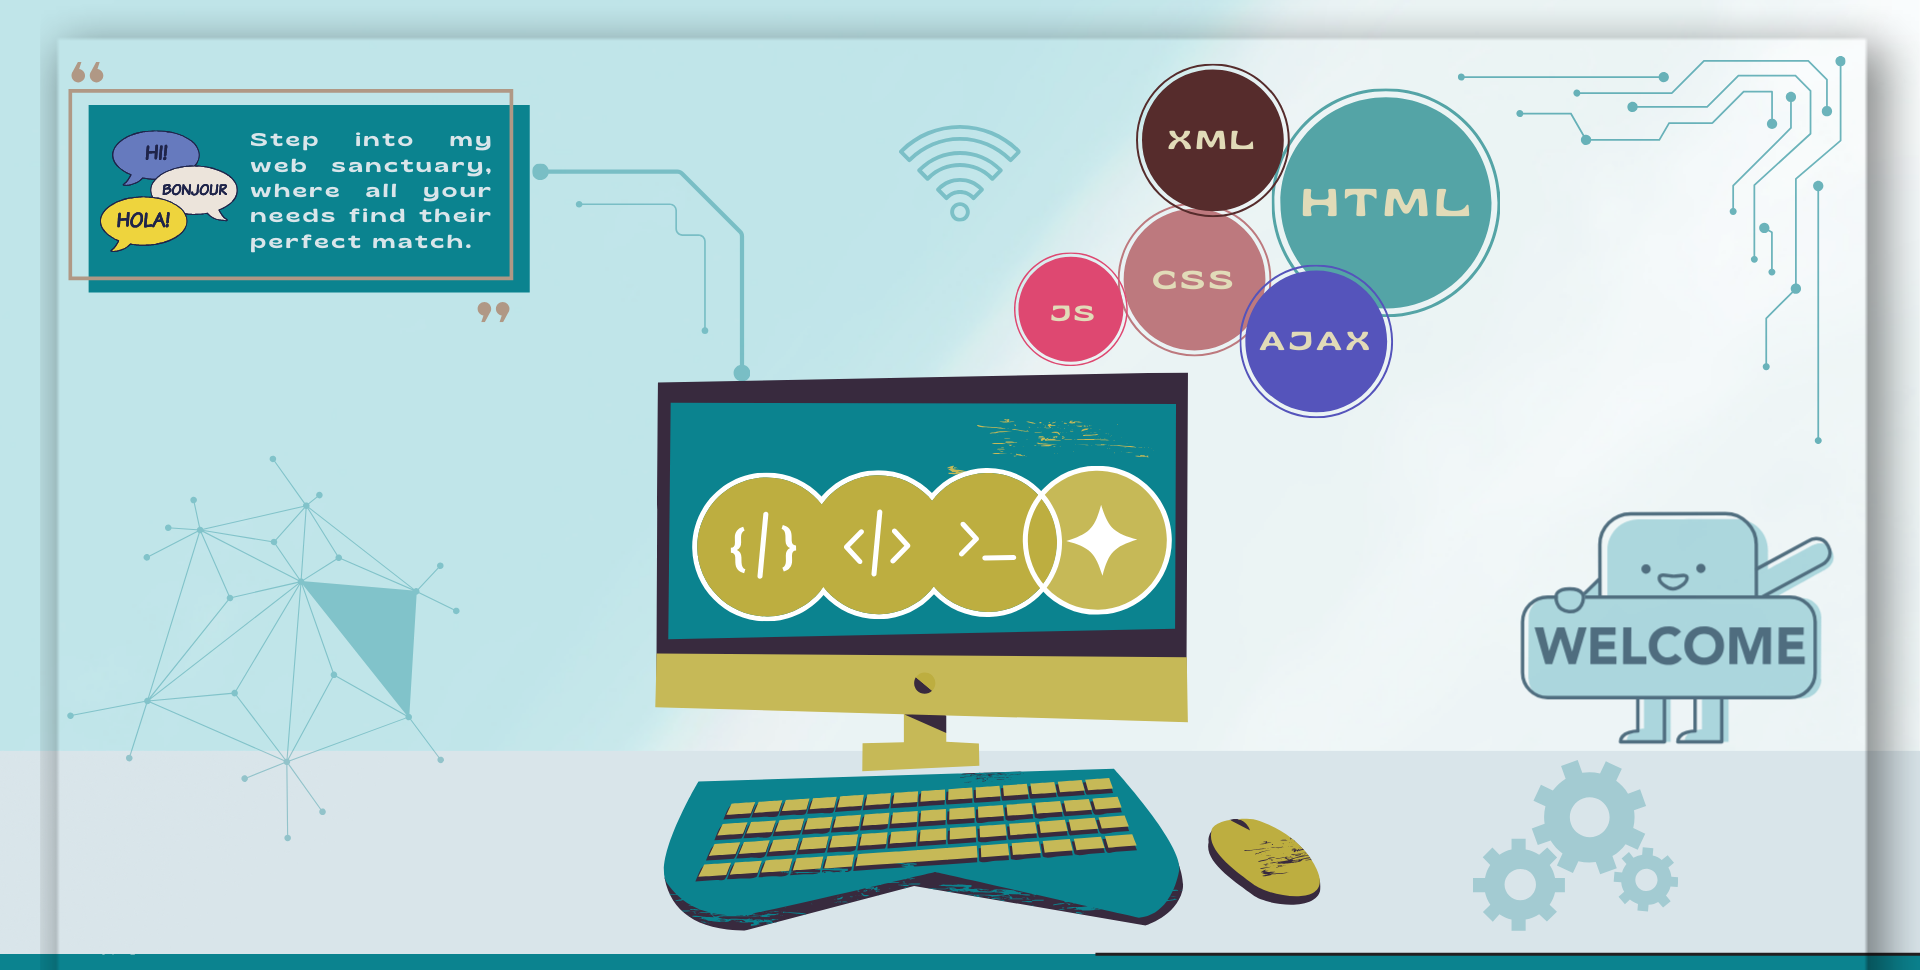 Step into my
web sanctuary,
where all your
needs find their
perfect match.
HI!
BONJOUR
HOLA!
XML
HTML
CSS
JS
AJAX
{/}
</>
>_
WELCOME